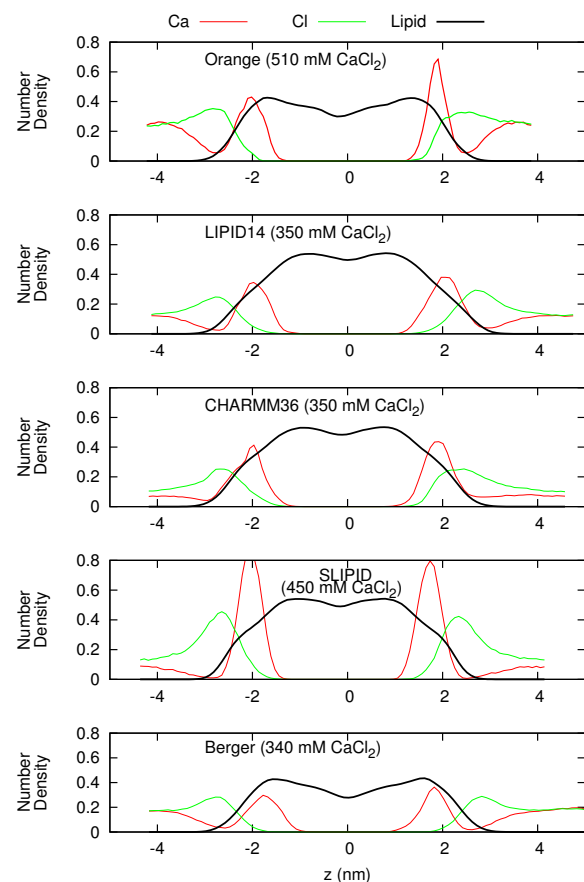 Ca Cl Lipid
Number
Density
0.8
0.6
0.4
0.2
0
Orange (510 mM CaCl₂)
-4 -2 0 2 4
Number
Density
0.8
0.6
0.4
0.2
0
LIPID14 (350 mM CaCl₂)
-4 -2 0 2 4
Number
Density
0.8
0.6
0.4
0.2
0
CHARMM36 (350 mM CaCl₂)
-4 -2 0 2 4
Number
Density
0.8
0.6
0.4
0.2
0
SLIPID
(450 mM CaCl₂)
-4 -2 0 2 4
Number
Density
0.8
0.6
0.4
0.2
0
Berger (340 mM CaCl₂)
-4 -2 0 2 4
z (nm)